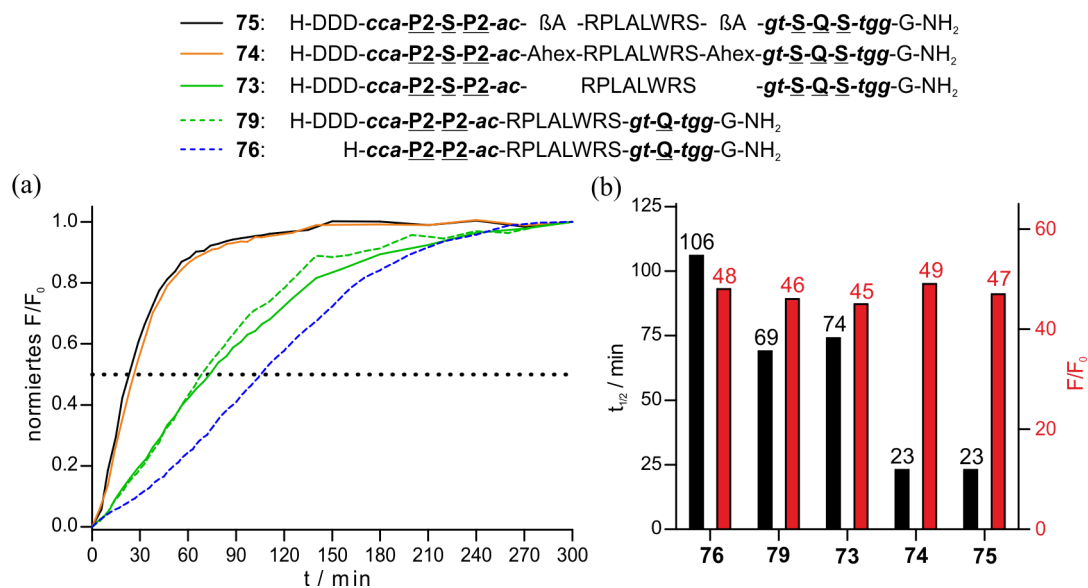 75: H-DDD-cca-P2-S-P2-ac- ßA -RPLALWRS- ßA -gt-S-Q-S-tgg-G-NH₂
74: H-DDD-cca-P2-S-P2-ac-Ahex-RPLALWRS-Ahex-gt-S-Q-S-tgg-G-NH₂
73: H-DDD-cca-P2-S-P2-ac- RPLALWRS -gt-S-Q-S-tgg-G-NH₂
79: H-DDD-cca-P2-P2-ac-RPLALWRS-gt-Q-tgg-G-NH₂
76: H-cca-P2-P2-ac-RPLALWRS-gt-Q-tgg-G-NH₂
(a)
normiertes F/F₀
1.0
0.8
0.6
0.4
0.2
0.0
0 30 60 90 120 150 180 210 240 270 300
t / min
(b)
t₁/₂ / min
125
100
75
50
25
0
106 48 69 46 74 45 23 49 23 47
60
40
20
0
F/F₀
76 79 73 74 75